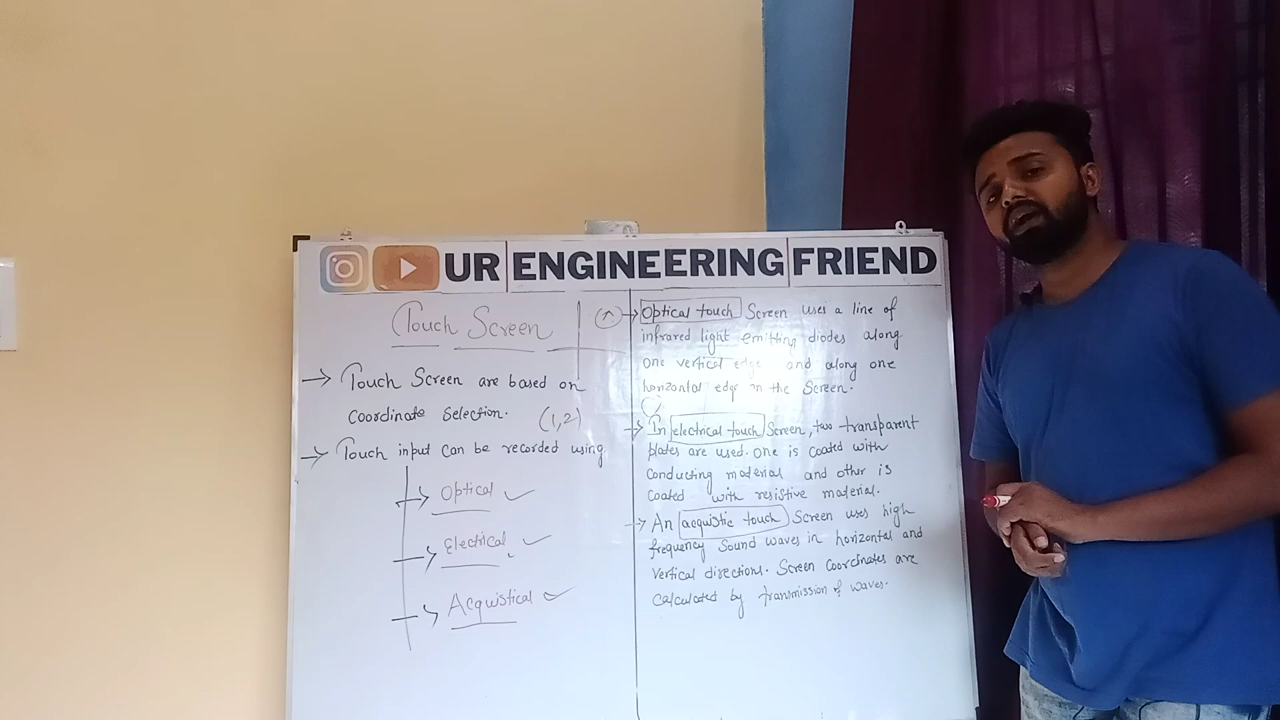 UR ENGINEERING FRIEND
Touch Screen
→ Touch Screen are based on
Coordinate Selection. (1,2)
→ Touch input can be recorded using
→ Optical ✓
→ Electrical ✓
→ Acquistical ✓
→ Optical touch Screen uses a line of
infrared light emitting diodes along
one vertical edge and along one
horizontal edge on the Screen.
→ In electrical touch Screen, two transparent
plates are used. one is coated with
conducting material and other is
coated with resistive material.
→ An acquistic touch Screen uses high
frequency Sound waves in horizontal and
vertical directions. Screen coordinates are
calculated by transmission of waves.